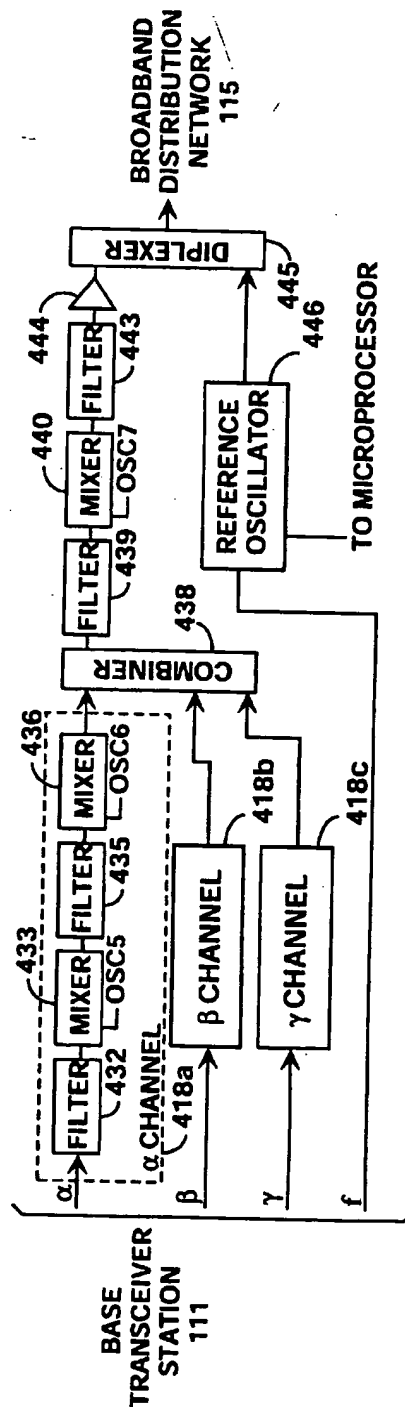 BASE
TRANSCEIVER
STATION
111
α
FILTER
432
MIXER
433
OSC5
FILTER
435
MIXER
436
OSC6
α CHANNEL
418a
β
β CHANNEL
418b
γ
γ CHANNEL
418c
f
COMBINER
438
FILTER
439
MIXER
440
OSC7
FILTER
443
444
DIPLEXER
445
REFERENCE
OSCILLATOR
446
TO MICROPROCESSOR
BROADBAND
DISTRIBUTION
NETWORK
115